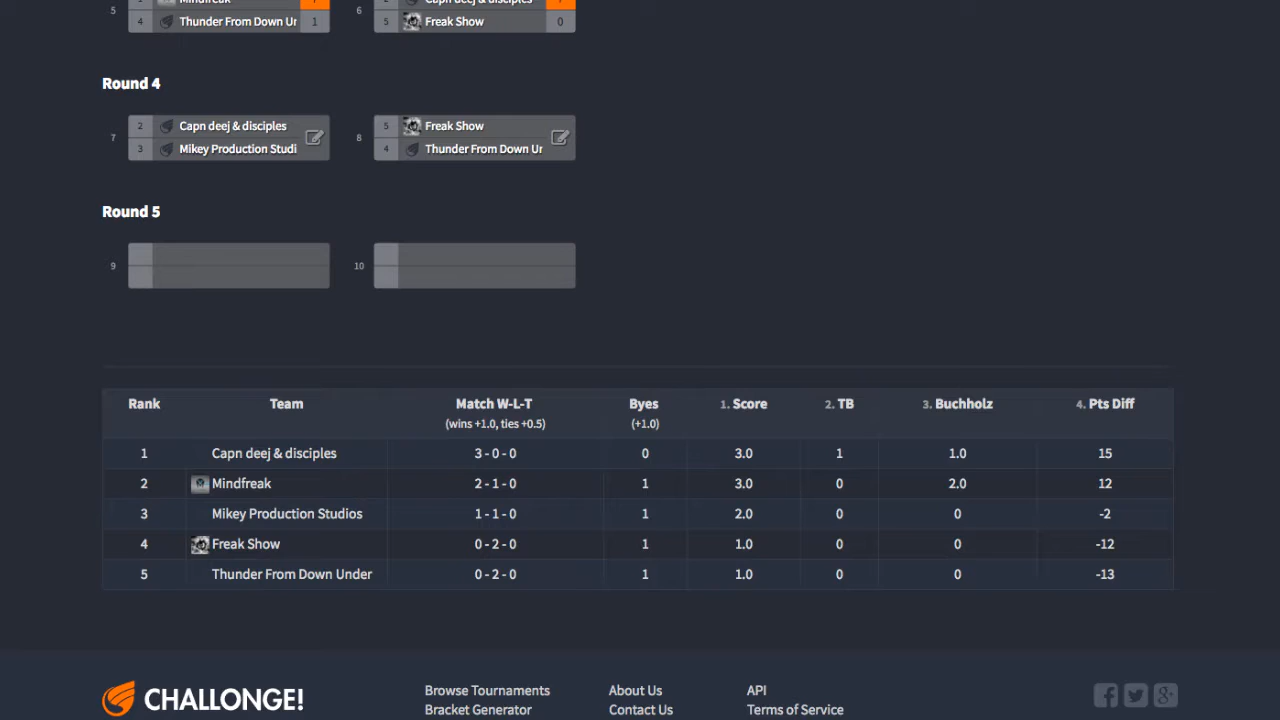 5 Mindfreak
4 Thunder From Down Ur 1
6 Capn deej & disciples
5 Freak Show 0
Round 4
7 2 Capn deej & disciples
3 Mikey Production Studi
8 5 Freak Show
4 Thunder From Down Ur
Round 5
9 10
Rank Team Match W-L-T Byes 1. Score 2. TB 3. Buchholz 4. Pts Diff
(wins +1.0, ties +0.5) (+1.0)
1 Capn deej & disciples 3 - 0 - 0 0 3.0 1 1.0 15
2 Mindfreak 2 - 1 - 0 1 3.0 0 2.0 12
3 Mikey Production Studios 1 - 1 - 0 1 2.0 0 0 -2
4 Freak Show 0 - 2 - 0 1 1.0 0 0 -12
5 Thunder From Down Under 0 - 2 - 0 1 1.0 0 0 -13
CHALLONGE!
Browse Tournaments About Us API
Bracket Generator Contact Us Terms of Service